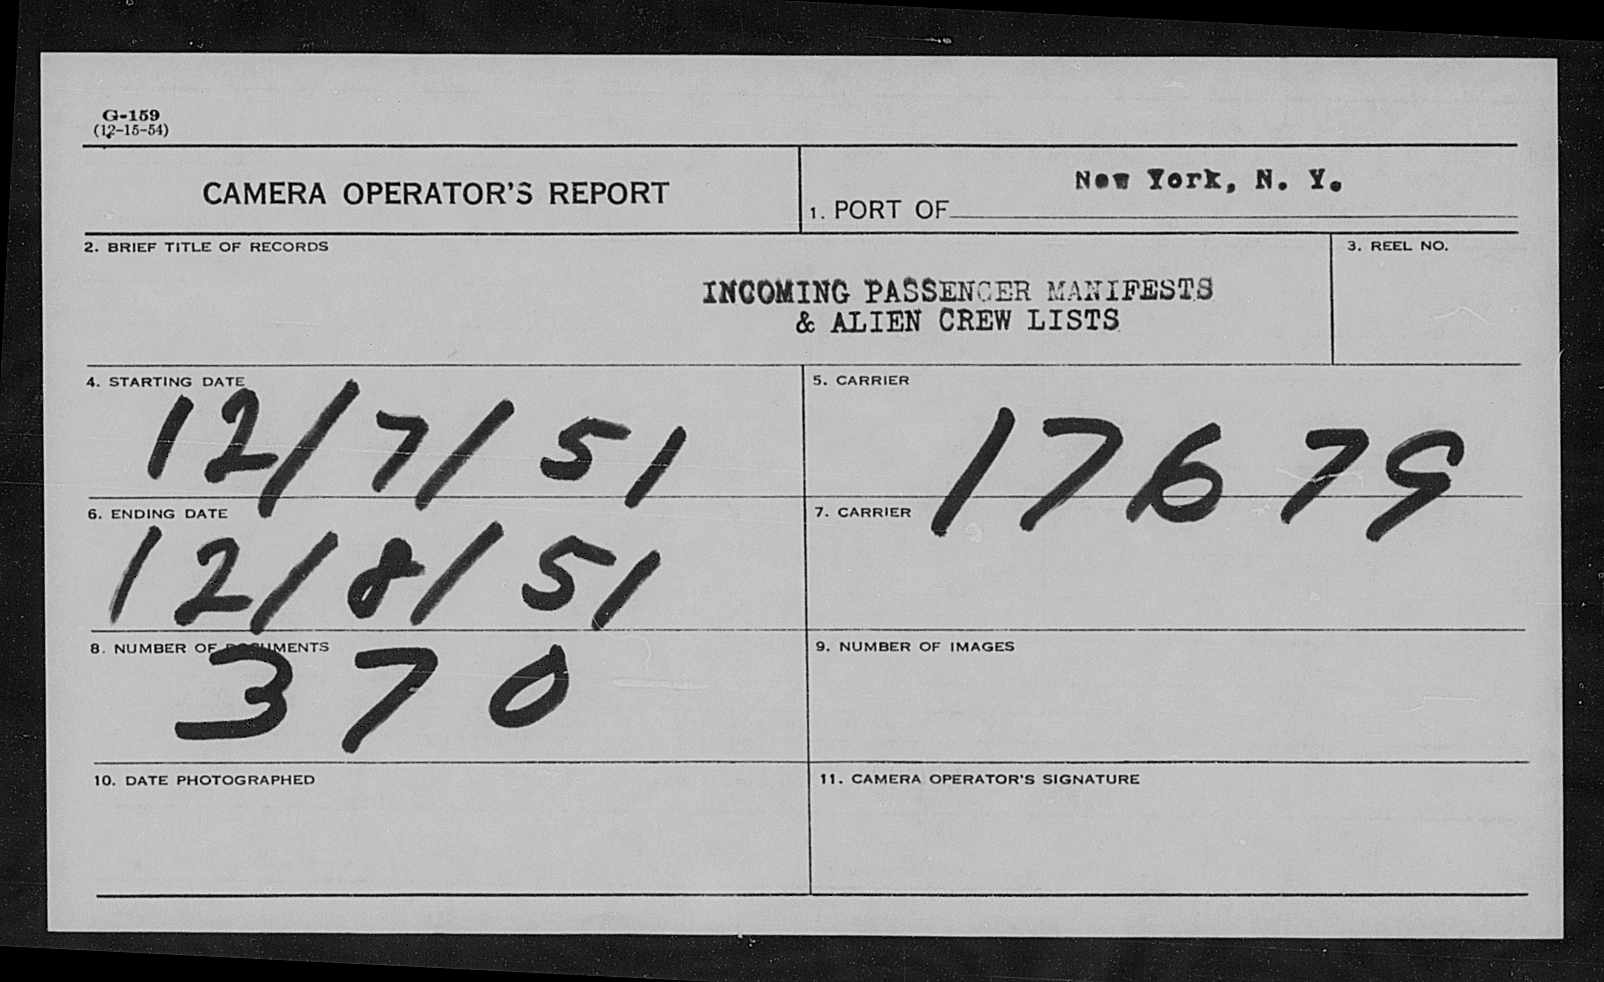 G-159
(12-15-54)
CAMERA OPERATOR'S REPORT
1. PORT OF New York, N. Y.
2. BRIEF TITLE OF RECORDS
INCOMING PASSENGER MANIFESTS
& ALIEN CREW LISTS
3. REEL NO.
4. STARTING DATE
12/7/51
5. CARRIER
17679
6. ENDING DATE
12/8/51
7. CARRIER
8. NUMBER OF DOCUMENTS
370
9. NUMBER OF IMAGES
10. DATE PHOTOGRAPHED
11. CAMERA OPERATOR'S SIGNATURE